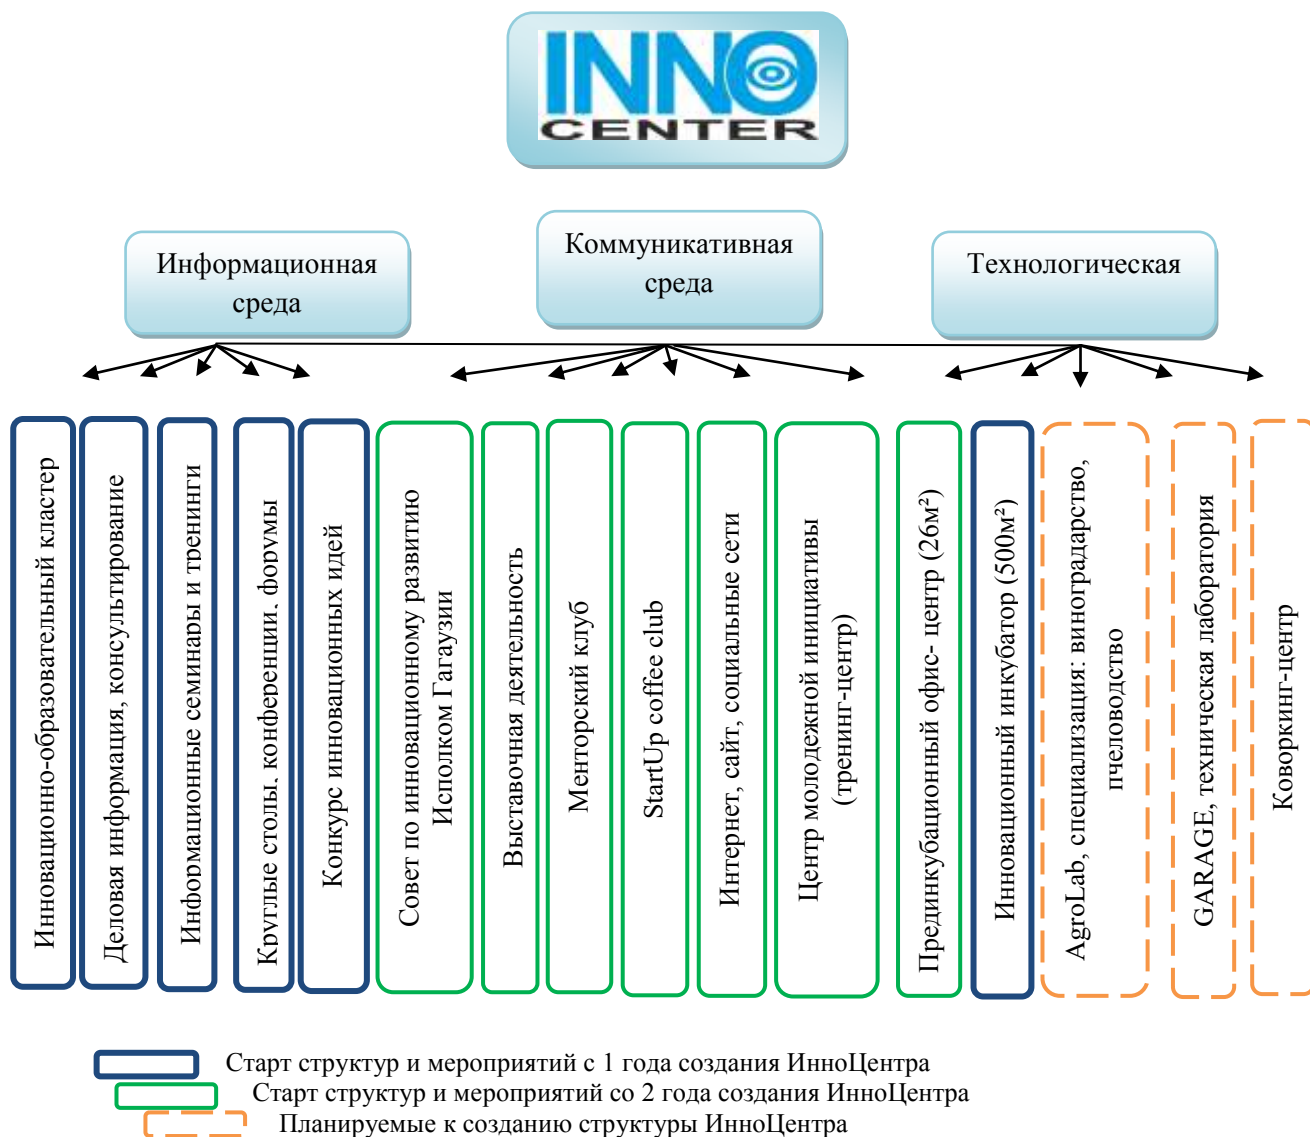 INNO
CENTER
Информационная
среда
Коммуникативная
среда
Технологическая
Инновационно-образовательный кластер
Деловая информация, консультирование
Информационные семинары и тренинги
Круглые столы, конференции, форумы
Конкурс инновационных идей
Совет по инновационному развитию
Исполком Гагаузии
Выставочная деятельность
Менторский клуб
StartUp coffee club
Интернет, сайт, социальные сети
Центр молодежной инициативы
(тренинг-центр)
Прединкубационный офис- центр (26м²)
Инновационный инкубатор (500м²)
AgroLab, специализация: виноградарство,
пчеловодство
GARAGE, техническая лаборатория
Коворкинг-центр
Старт структур и мероприятий с 1 года создания ИнноЦентра
Старт структур и мероприятий со 2 года создания ИнноЦентра
Планируемые к созданию структуры ИнноЦентра